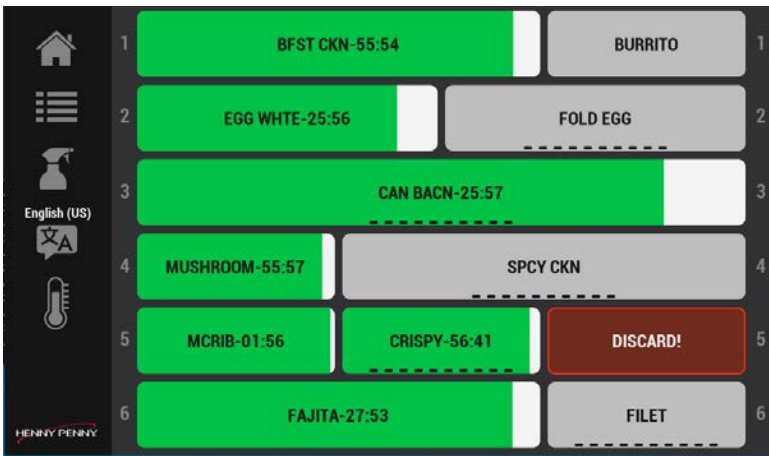 1 BFST CKN-55:54 BURRITO 1
2 EGG WHTE-25:56 FOLD EGG 2
3 CAN BACN-25:57 3
English (US)
文A
4 MUSHROOM-55:57 SPCY CKN 4
5 MCRIB-01:56 CRISPY-56:41 DISCARD! 5
6 FAJITA-27:53 FILET 6
HENNY PENNY